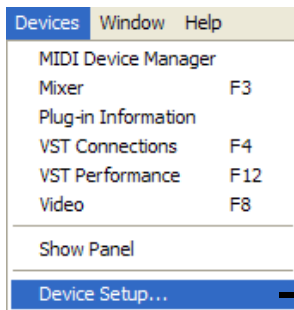 Devices Window Help
MIDI Device Manager
Mixer F3
Plug-in Information
VST Connections F4
VST Performance F12
Video F8
Show Panel
Device Setup...